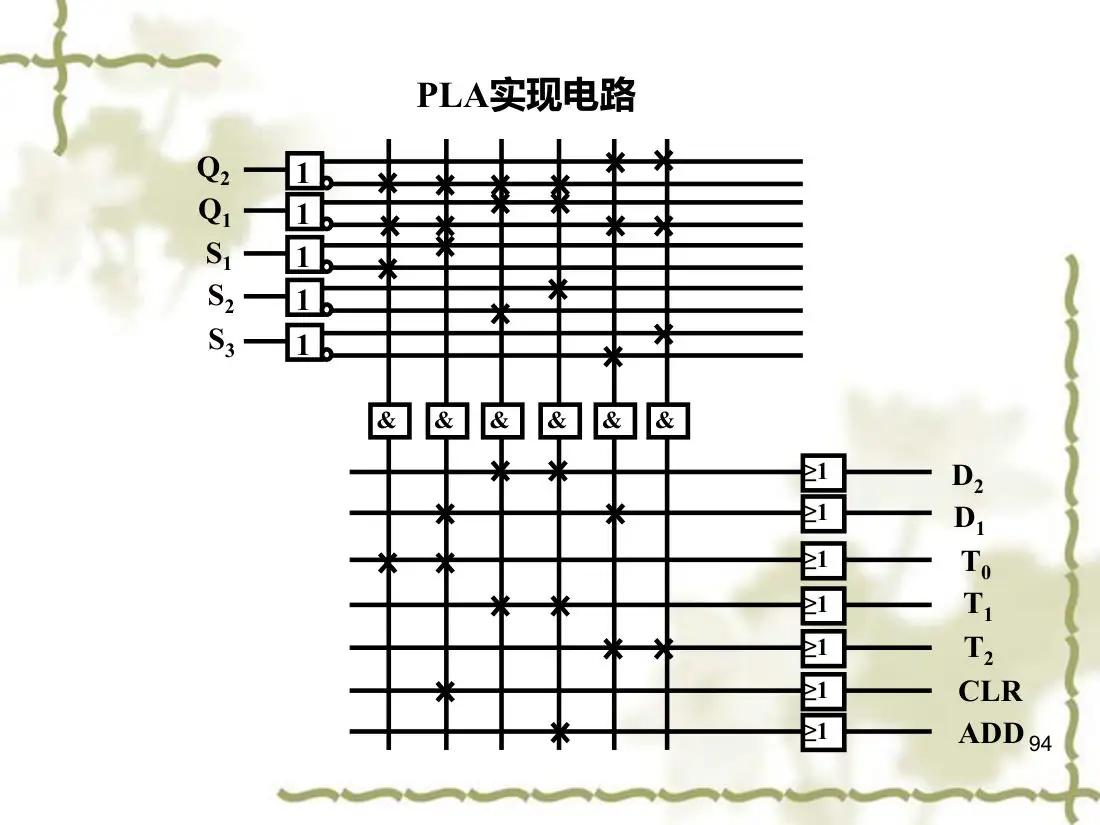 PLA实现电路
Q2 1
Q1 1
S1 1
S2 1
S3 1
& & & & & &
≥1 D2
≥1 D1
≥1 T0
≥1 T1
≥1 T2
≥1 CLR
≥1 ADD
94